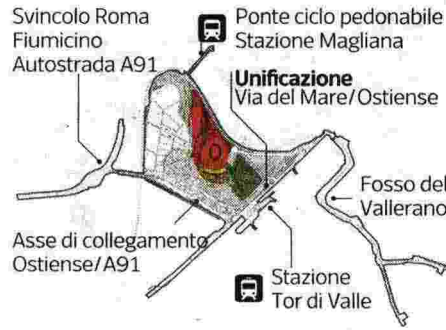 Svincolo Roma
Fiumicino
Autostrada A91
Ponte ciclo pedonabile
Stazione Magliana
Unificazione
Via del Mare/Ostiense
Fosso del
Vallerano
Asse di collegamento
Ostiense/A91
Stazione
Tor di Valle